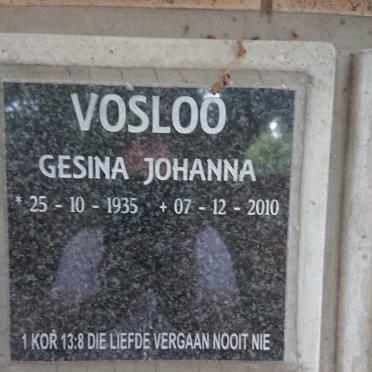 VOSLOO
GESINA JOHANNA
* 25 - 10 - 1935 + 07 - 12 - 2010
1 KOR 13:8 DIE LIEFDE VERGAAN NOOIT NIE